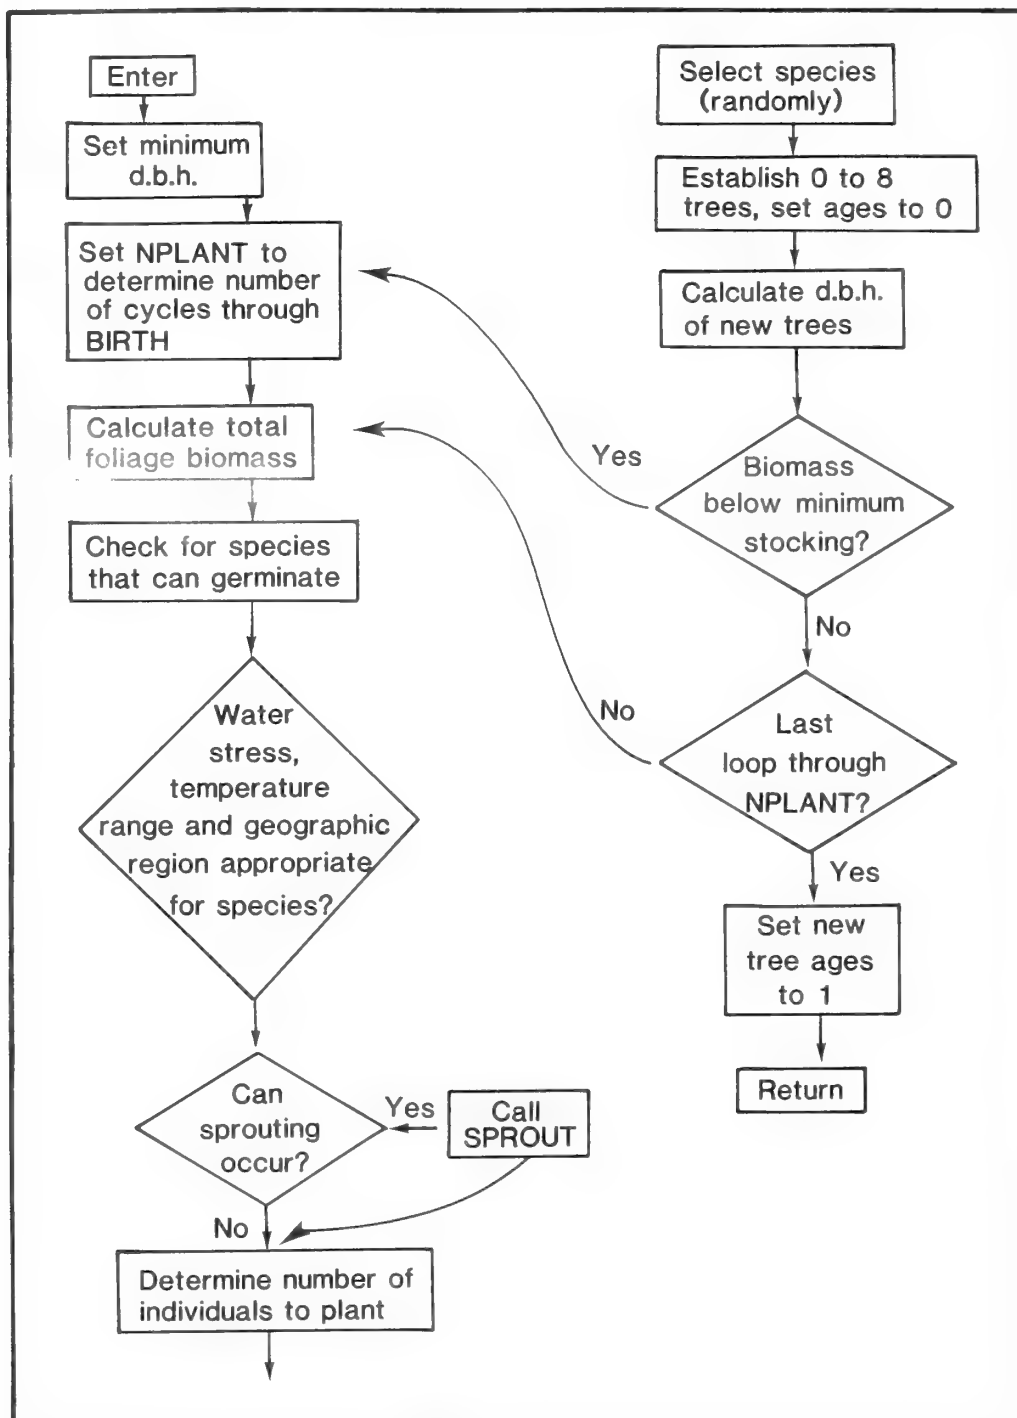 Enter
Set minimum
d.b.h.
Set NPLANT to
determine number
of cycles through
BIRTH
Calculate total
foliage biomass
Check for species
that can germinate
Water
stress,
temperature
range and geographic
region appropriate
for species?
Can
sprouting
occur?
Yes
Call
SPROUT
No
Determine number of
individuals to plant
Select species
(randomly)
Establish 0 to 8
trees, set ages to 0
Calculate d.b.h.
of new trees
Biomass
below minimum
stocking?
Yes
No
Last
loop through
NPLANT?
No
Yes
Set new
tree ages
to 1
Return